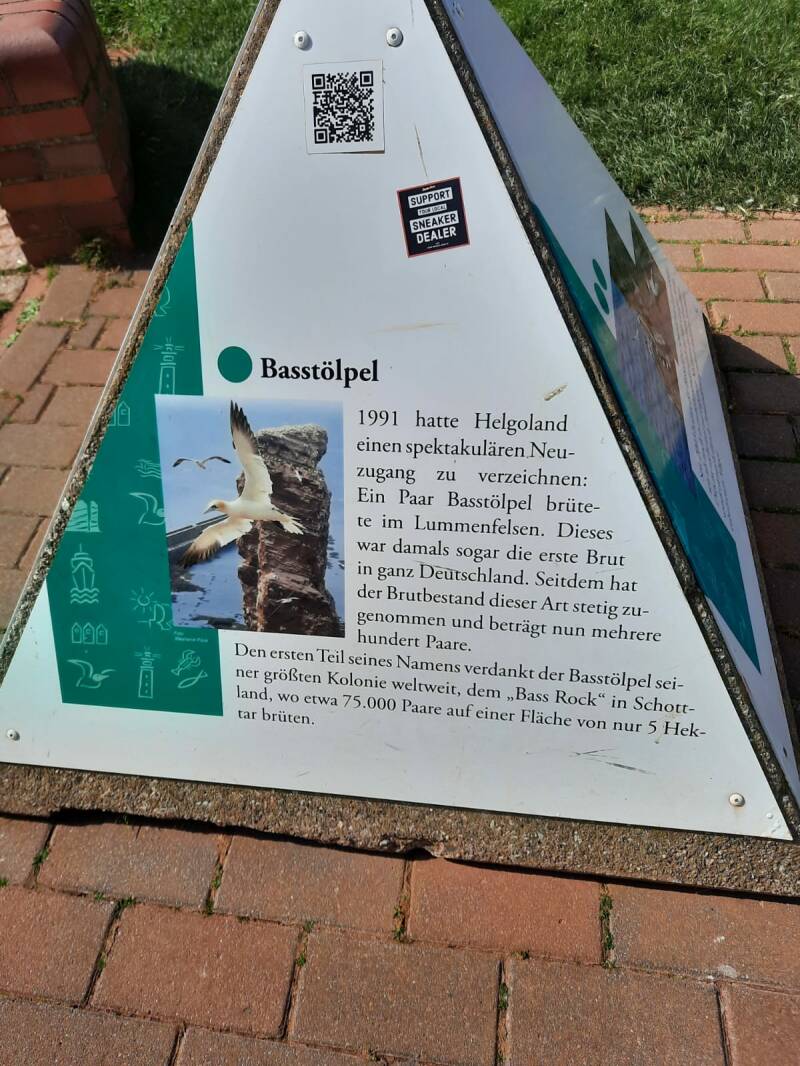 SUPPORT
YOUR LOCAL
SNEAKER
DEALER
Basstölpel
1991 hatte Helgoland
einen spektakulären Neu-
zugang zu verzeichnen:
Ein Paar Basstölpel brüte-
te im Lummenfelsen. Dieses
war damals sogar die erste Brut
in ganz Deutschland. Seitdem hat
der Brutbestand dieser Art stetig zu-
genommen und beträgt nun mehrere
hundert Paare.
Den ersten Teil seines Namens verdankt der Basstölpel sei-
ner größten Kolonie weltweit, dem „Bass Rock“ in Schott-
land, wo etwa 75.000 Paare auf einer Fläche von nur 5 Hek-
tar brüten.
Foto: